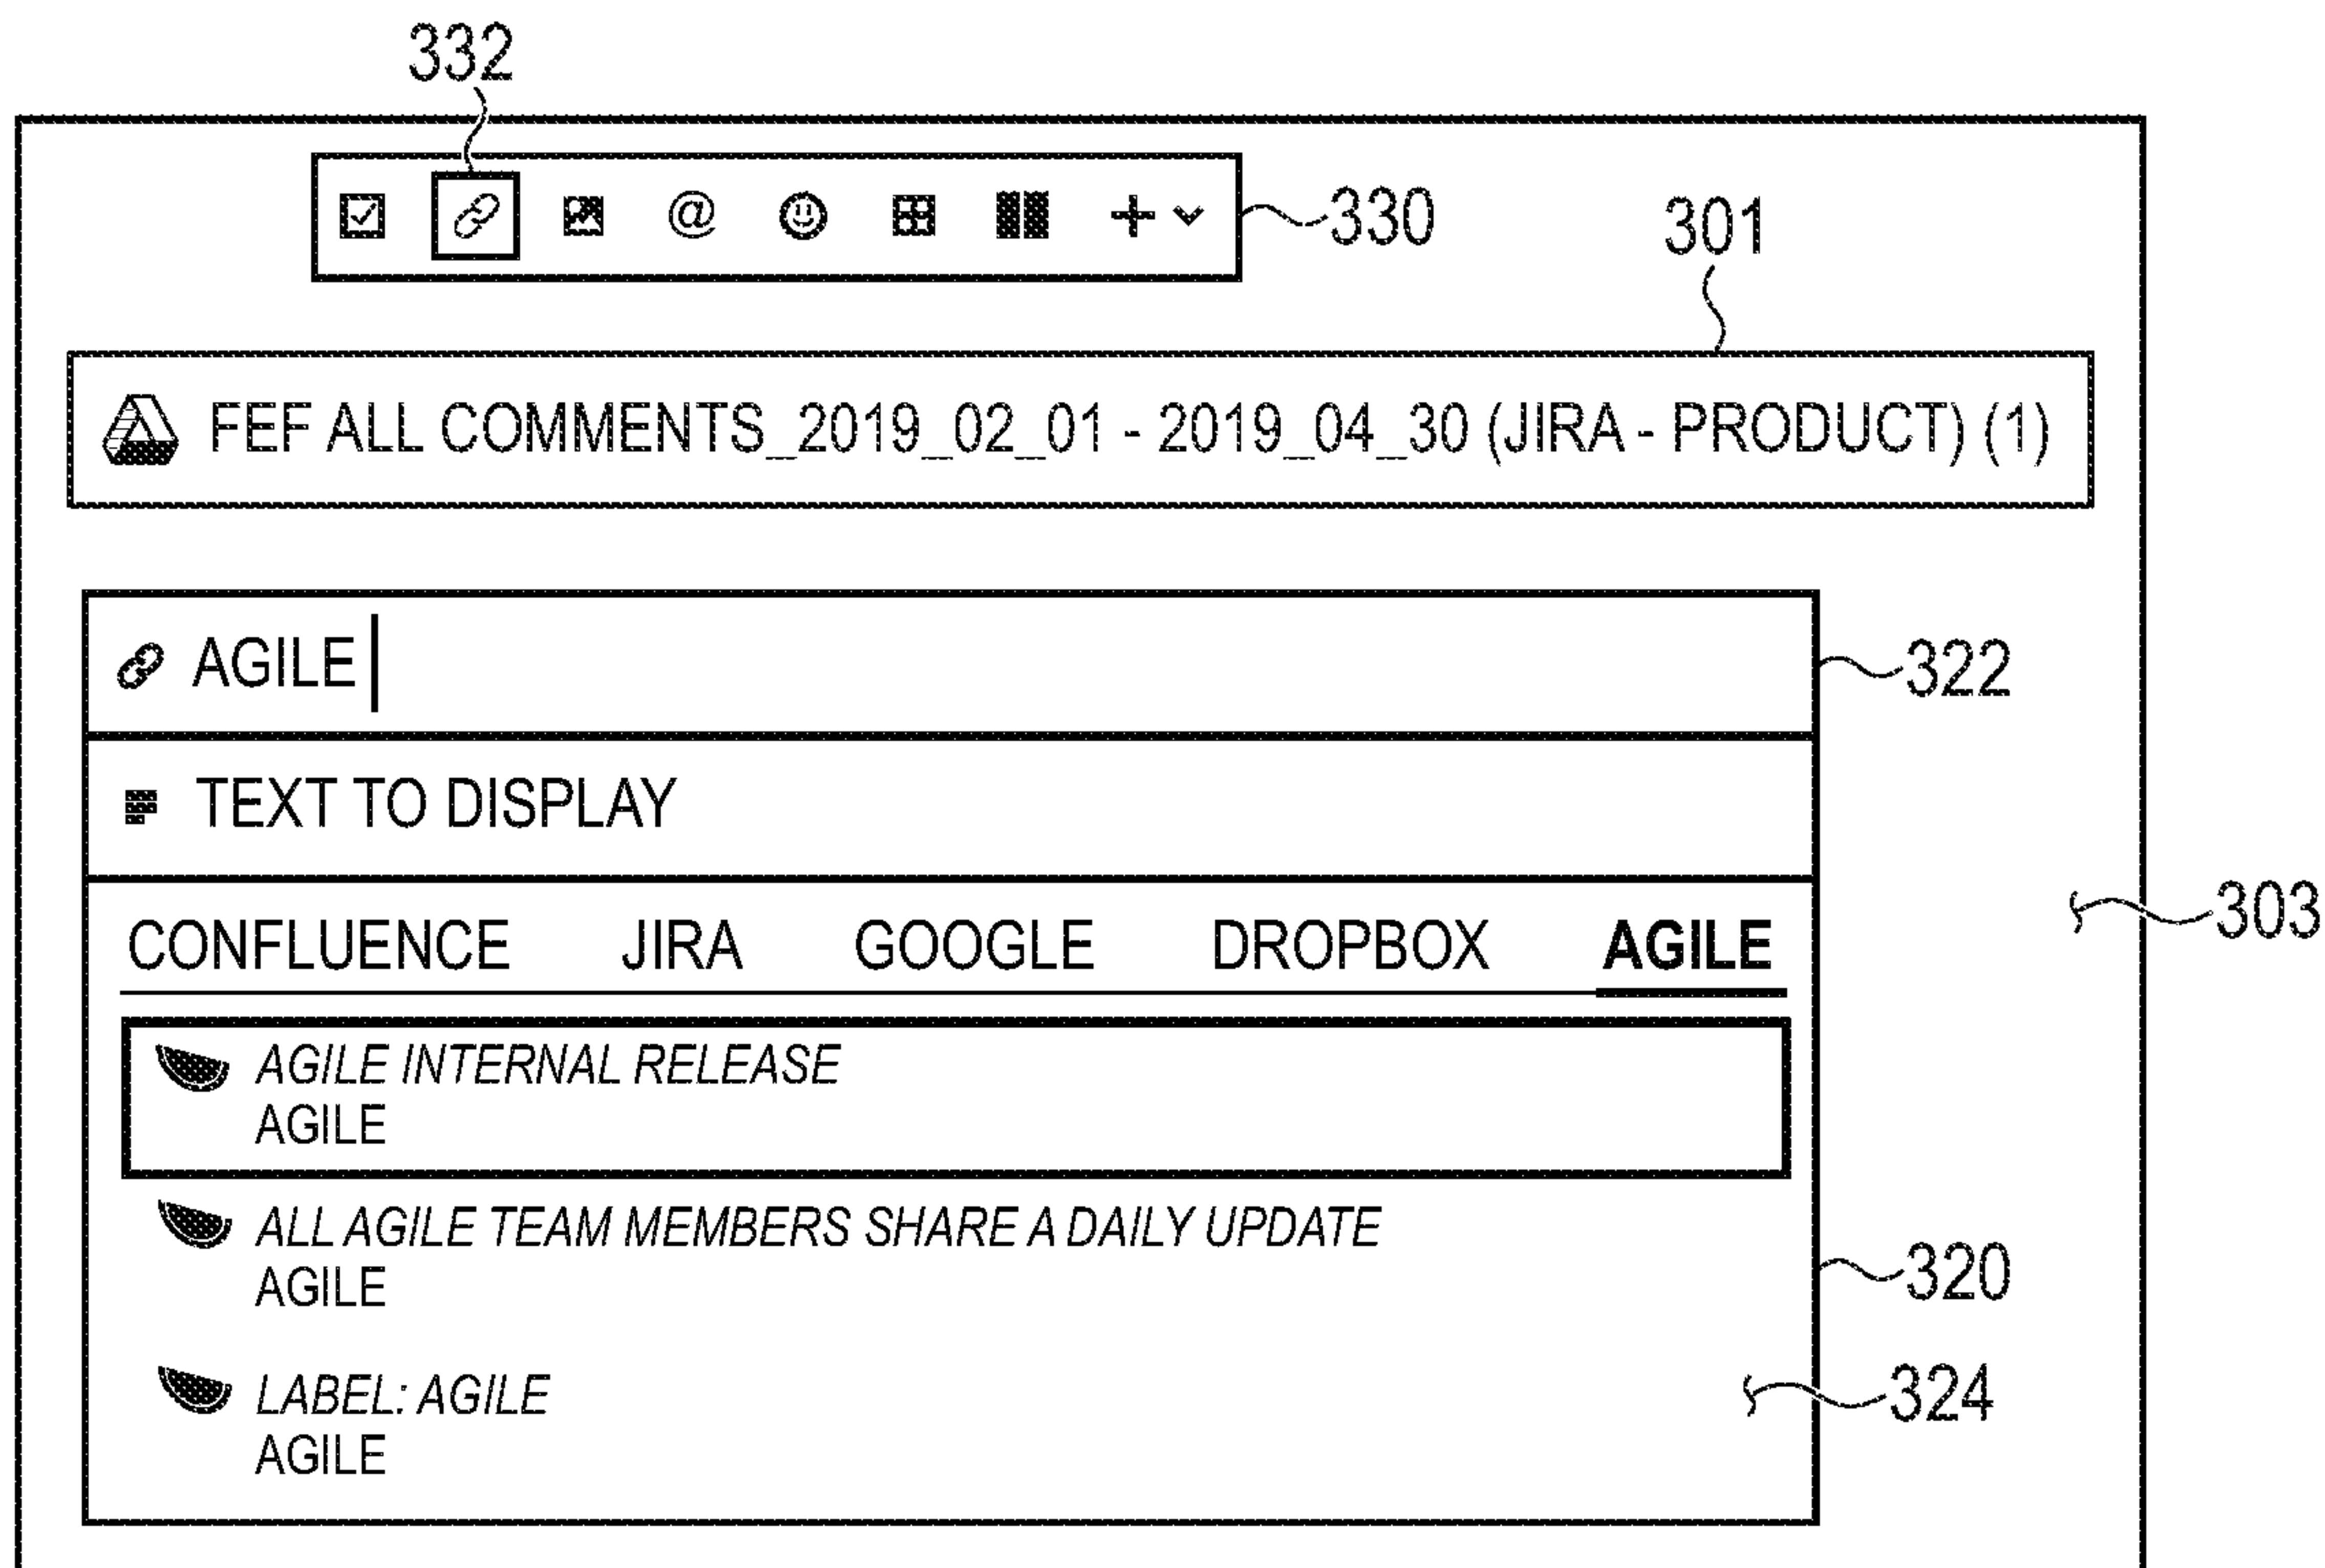 332
@
330
301
FEF ALL COMMENTS_2019_02_01 - 2019_04_30 (JIRA - PRODUCT) (1)
AGILE
322
TEXT TO DISPLAY
CONFLUENCE JIRA GOOGLE DROPBOX AGILE
303
AGILE INTERNAL RELEASE
AGILE
ALL AGILE TEAM MEMBERS SHARE A DAILY UPDATE
AGILE
320
LABEL: AGILE
324
AGILE